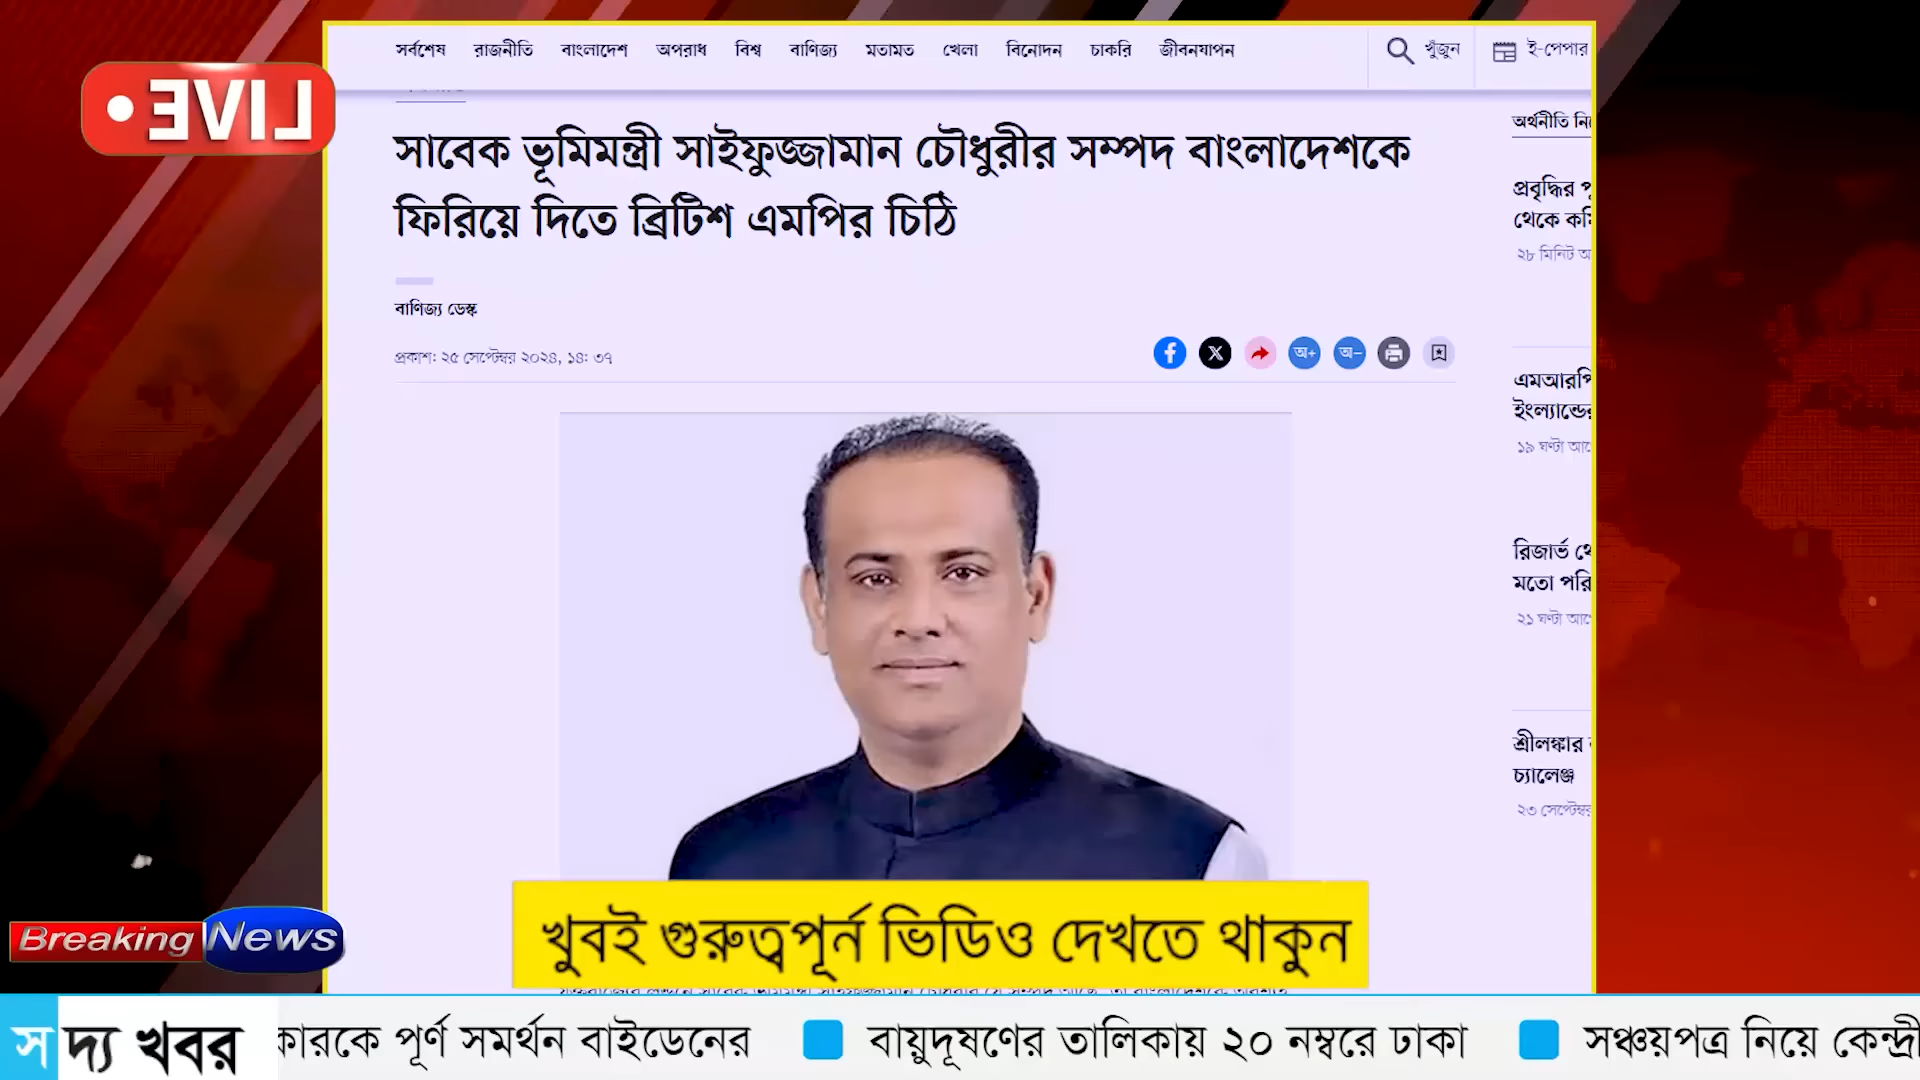 সর্বশেষ রাজনীতি বাংলাদেশ অপরাধ বিশ্ব বাণিজ্য মতামত খেলা বিনোদন চাকরি জীবনযাপন খুঁজুন ই-পেপার
LIVE
সাবেক ভূমিমন্ত্রী সাইফুজ্জামান চৌধুরীর সম্পদ বাংলাদেশকে
ফিরিয়ে দিতে ব্রিটিশ এমপির চিঠি
বাণিজ্য ডেস্ক
প্রকাশ: ২৫ সেপ্টেম্বর ২০২৪, ১৪: ৩৭
অ+ অ−
অর্থনীতি
প্রবৃদ্ধির
থেকে
২৮ মিনিট
এমআরপি
ইংল্যান্ডের
১৯ ঘণ্টা
রিজার্ভ
মতো
২১ ঘণ্টা
শ্রীলঙ্কার
চ্যালেঞ্জ
২৩ সেপ্টেম্বর
খুবই গুরুত্বপূর্ন ভিডিও দেখতে থাকুন
Breaking News
সদ্য খবর
কারকে পূর্ণ সমর্থন বাইডেনের বায়ুদূষণের তালিকায় ২০ নম্বরে ঢাকা সঞ্চয়পত্র নিয়ে কেন্দ্রী